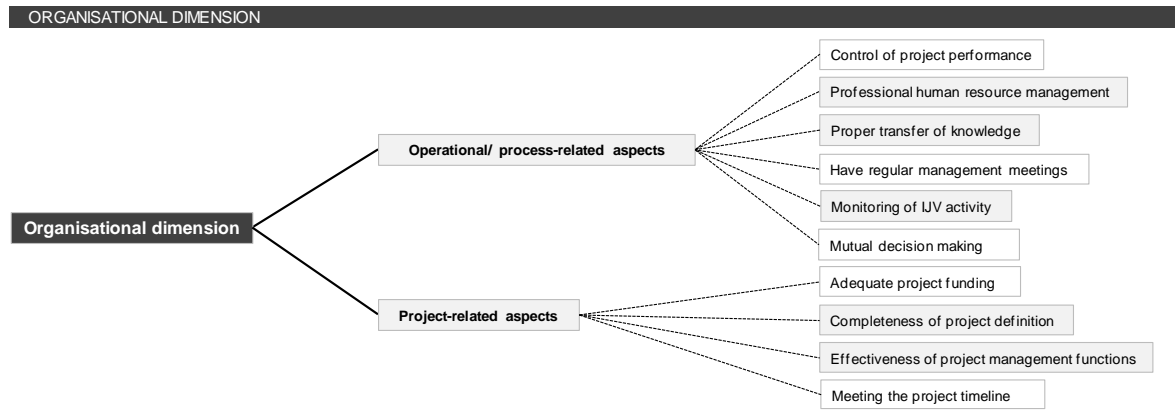 ORGANISATIONAL DIMENSION
Organisational dimension
Operational/ process-related aspects
Control of project performance
Professional human resource management
Proper transfer of knowledge
Have regular management meetings
Monitoring of IJV activity
Mutual decision making
Project-related aspects
Adequate project funding
Completeness of project definition
Effectiveness of project management functions
Meeting the project timeline